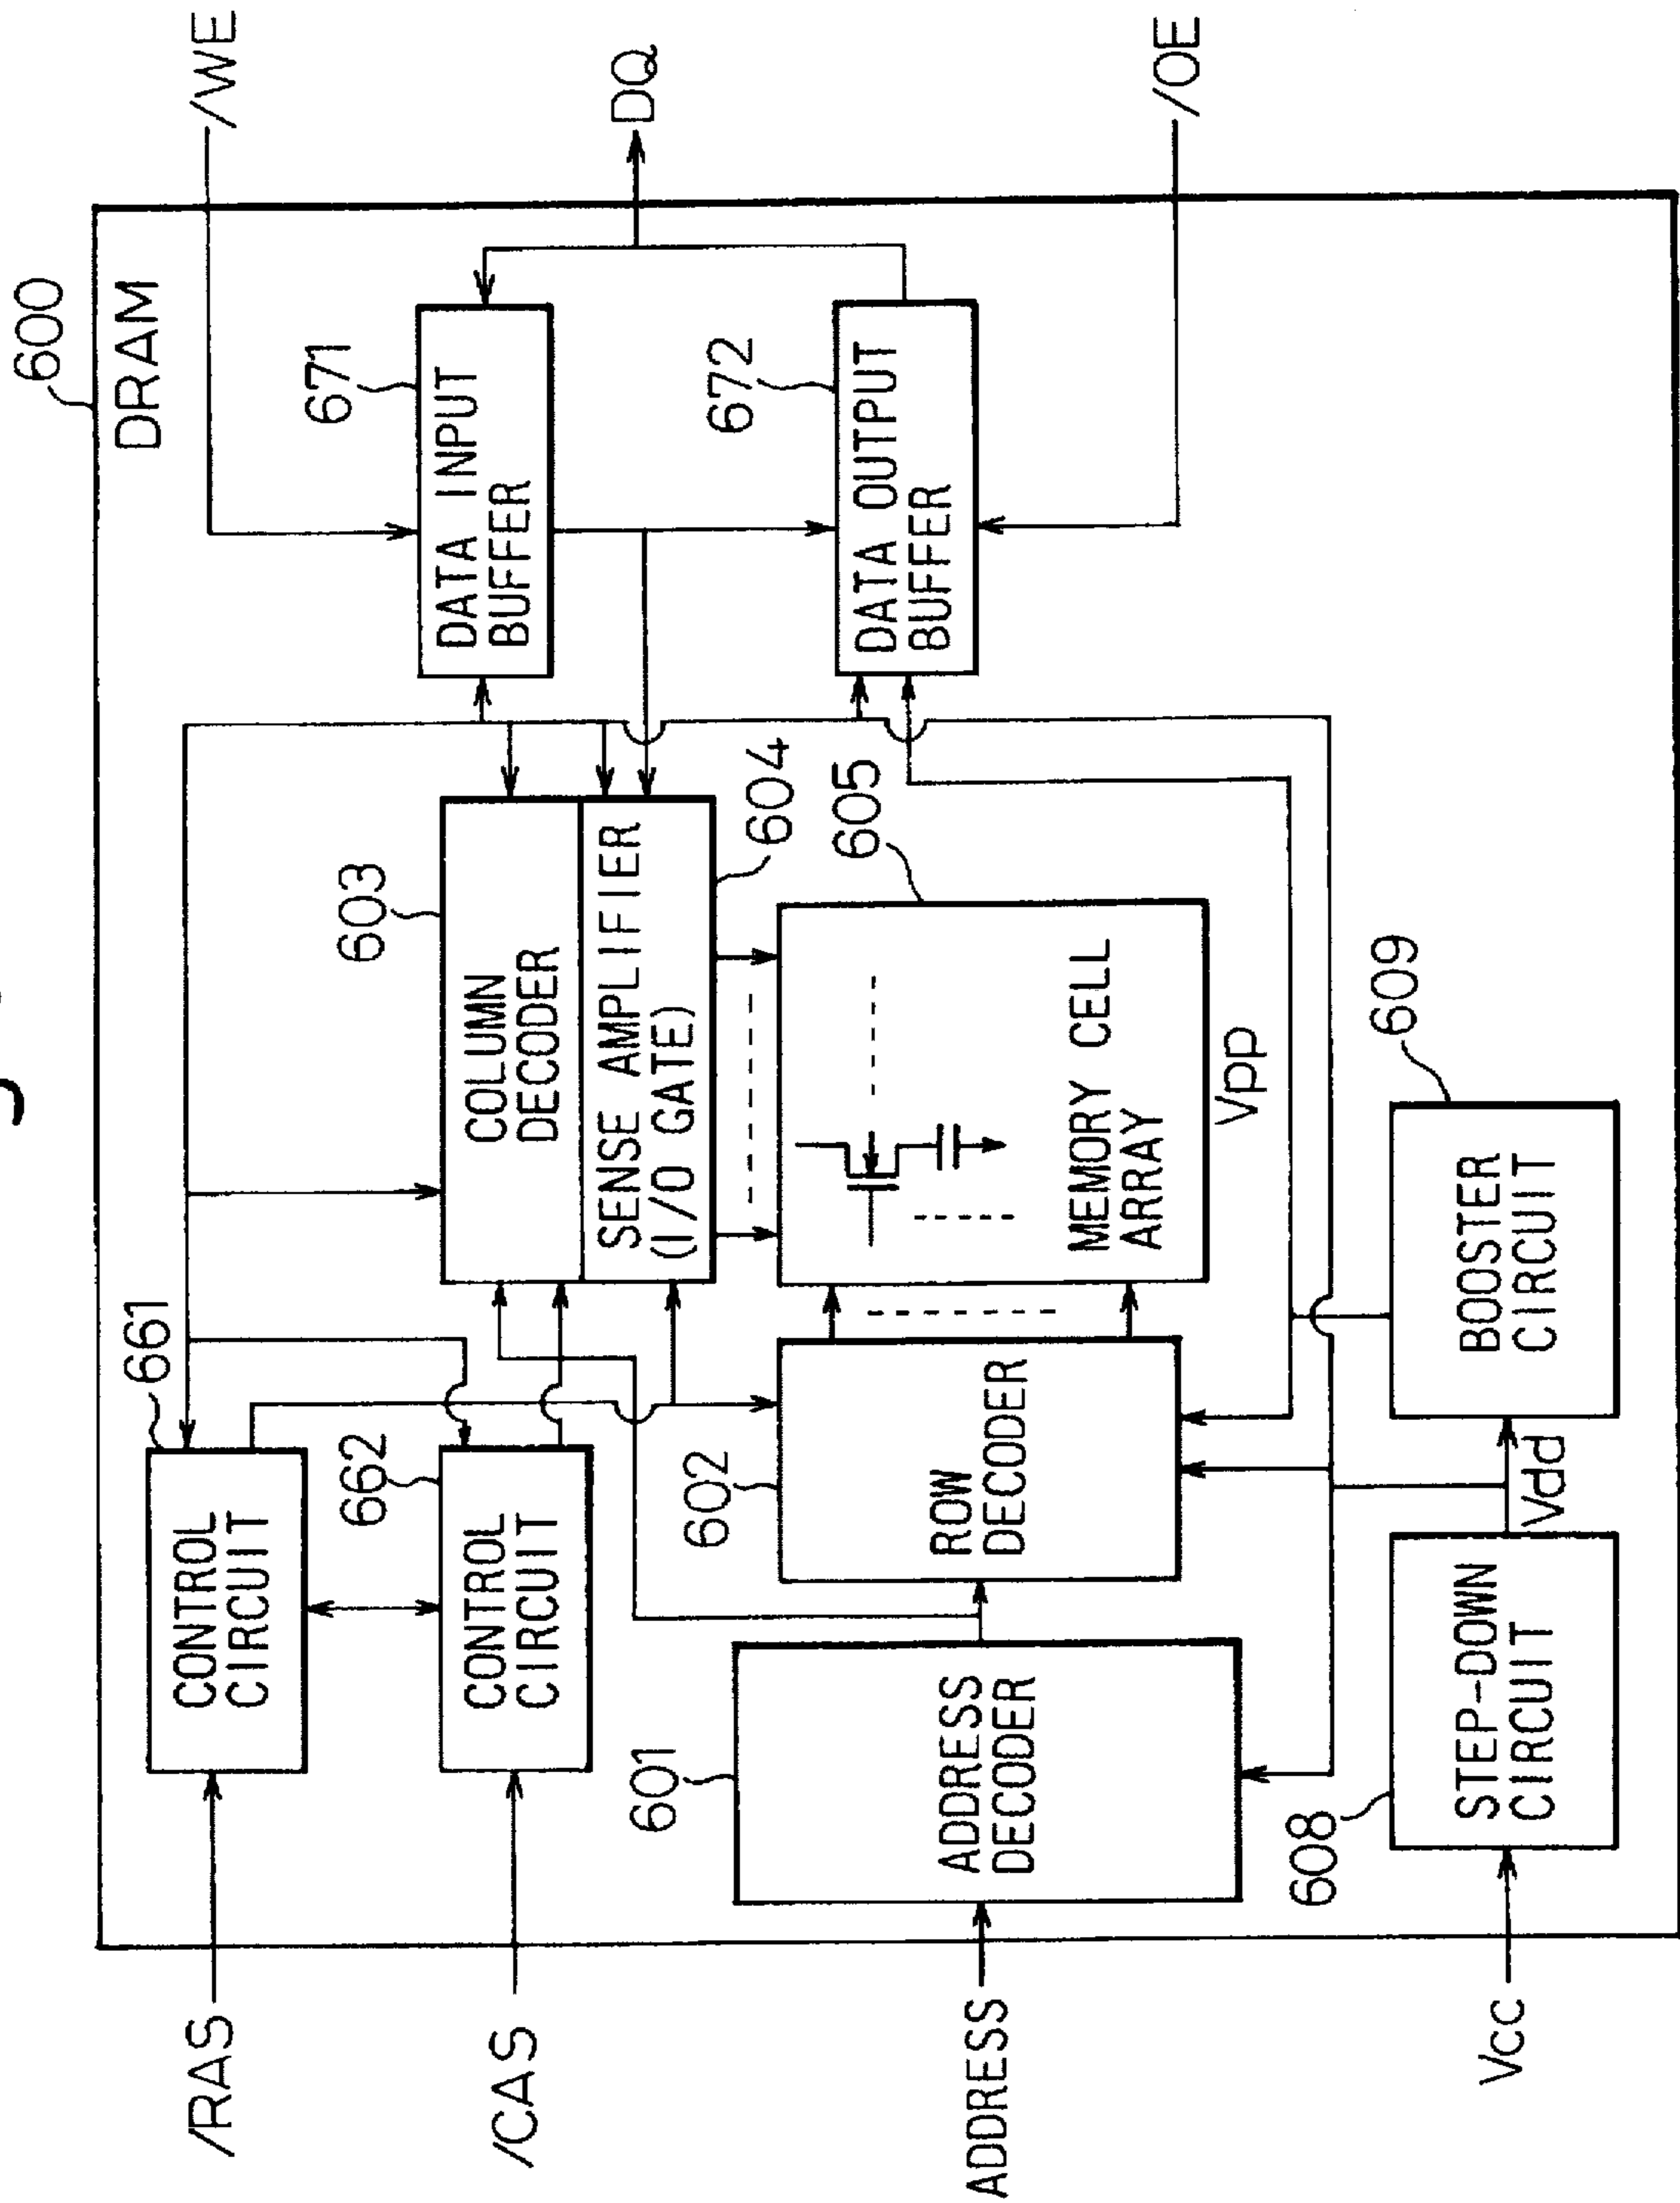 600
DRAM
/RAS
/CAS
ADDRESS
Vcc
/WE
DQ
/OE
661
CONTROL
CIRCUIT
662
CONTROL
CIRCUIT
603
COLUMN
DECODER
SENSE AMPLIFIER
(I/O GATE)
604
671
DATA INPUT
BUFFER
672
DATA OUTPUT
BUFFER
601
ADDRESS
DECODER
602
ROW
DECODER
605
MEMORY CELL
ARRAY
Vpp
608
STEP-DOWN
CIRCUIT
Vdd
609
BOOSTER
CIRCUIT